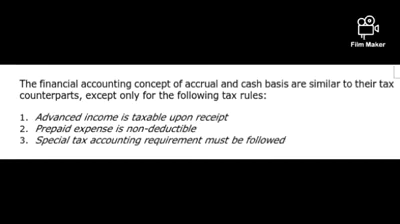 Film Maker
The financial accounting concept of accrual and cash basis are similar to their tax
counterparts, except only for the following tax rules:
1. Advanced income is taxable upon receipt
2. Prepaid expense is non-deductible
3. Special tax accounting requirement must be followed